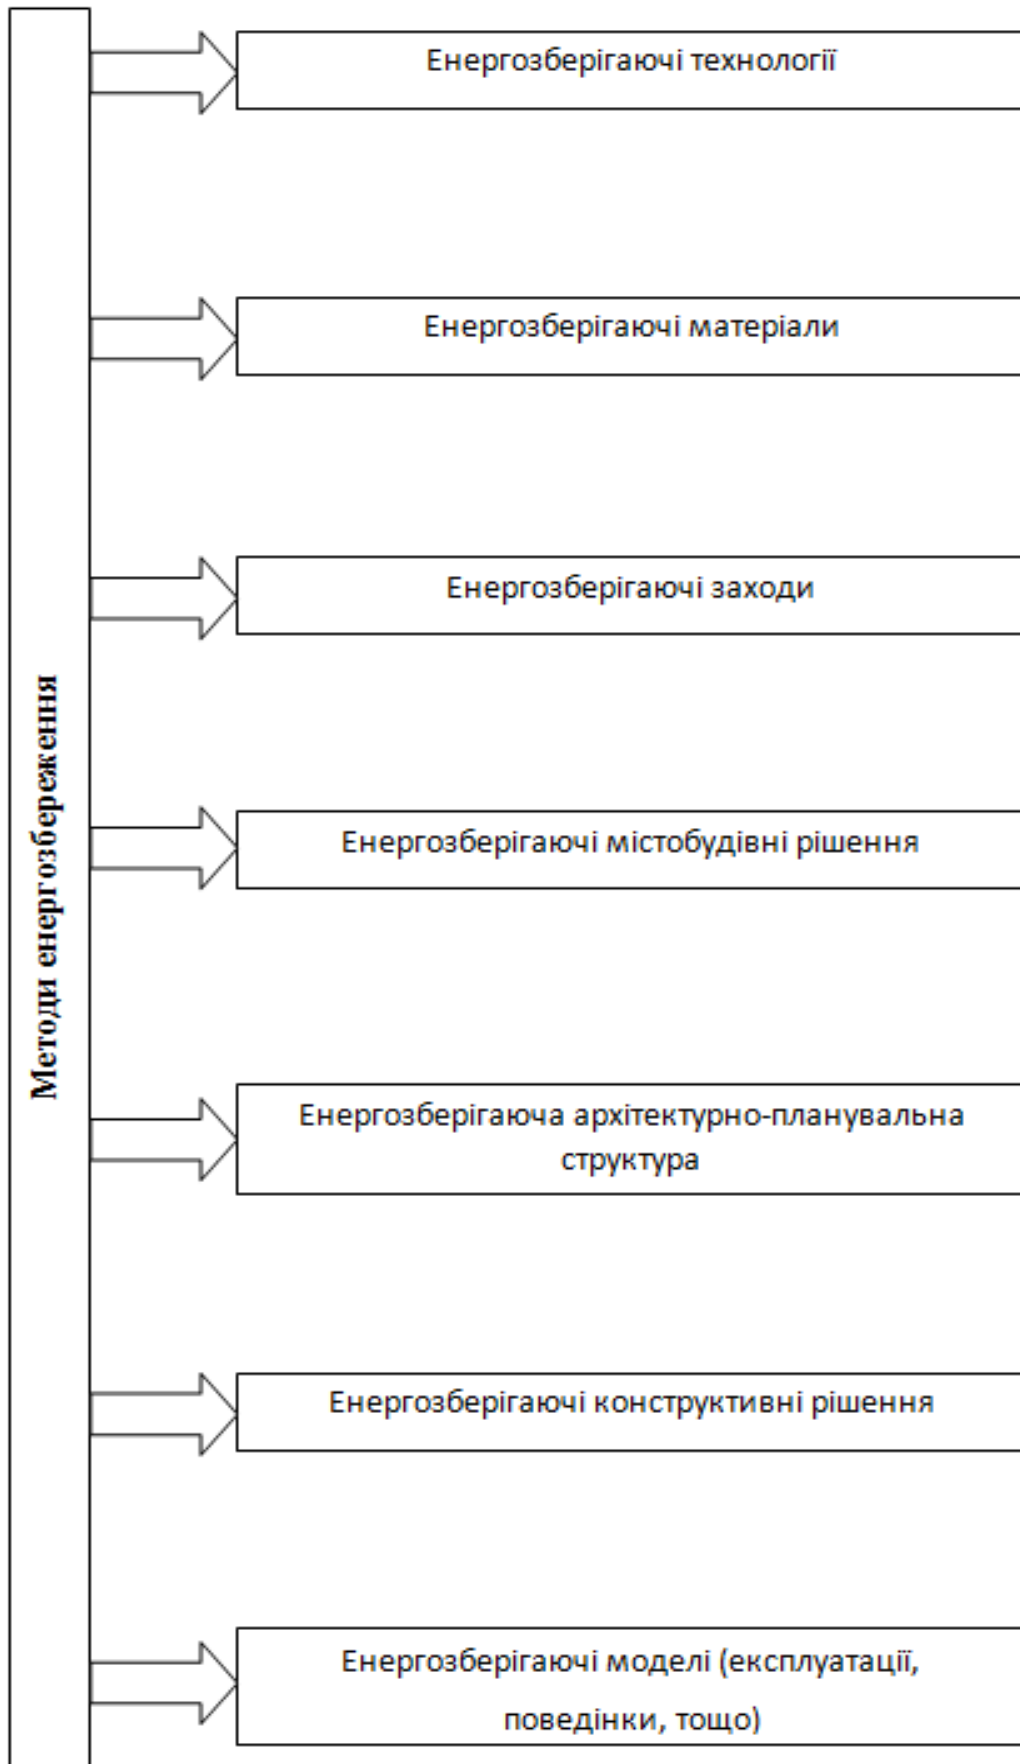 Методи енергозбереження
Енергозберігаючі технології
Енергозберігаючі матеріали
Енергозберігаючі заходи
Енергозберігаючі містобудівні рішення
Енергозберігаюча архітектурно-планувальна
структура
Енергозберігаючі конструктивні рішення
Енергозберігаючі моделі (експлуатації,
поведінки, тощо)